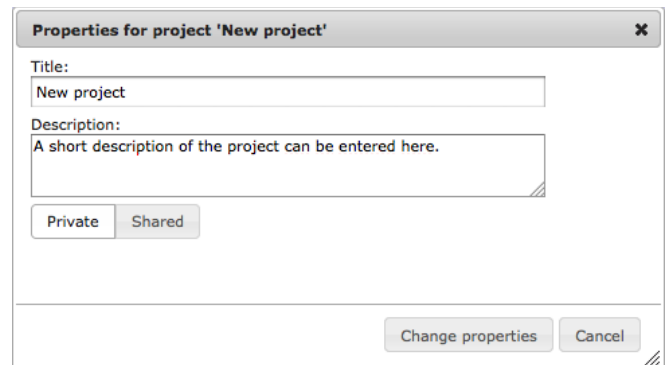 Properties for project 'New project'
Title:
New project
Description:
A short description of the project can be entered here.
Private Shared
Change properties Cancel